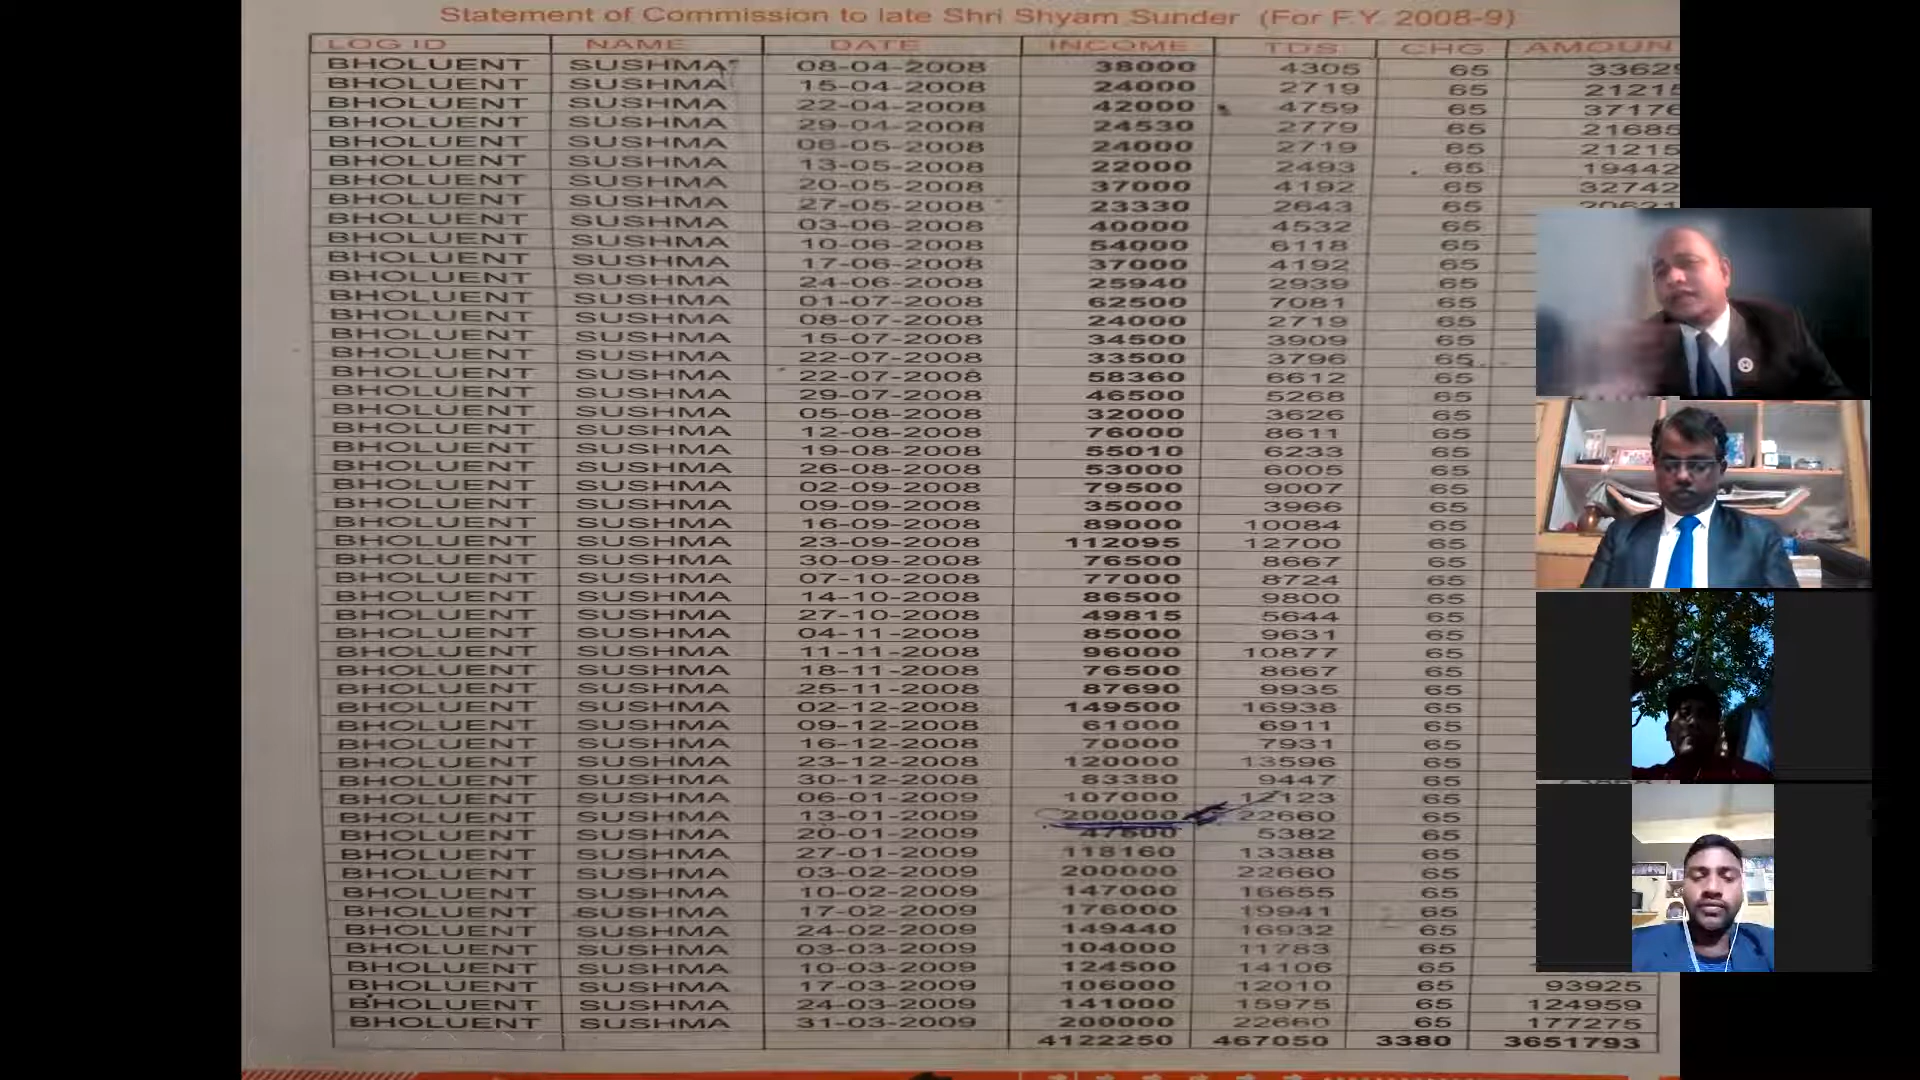 Statement of Commission to late Shri Shyam Sunder (For F.Y. 2008-9)
LOG ID NAME DATE INCOME TDS CHG AMOUN
BHOLUENT SUSHMA 08-04-2008 38000 4305 65 33629
BHOLUENT SUSHMA 15-04-2008 24000 2719 65 21215
BHOLUENT SUSHMA 22-04-2008 42000 4759 65 37176
BHOLUENT SUSHMA 29-04-2008 24530 2779 65 21685
BHOLUENT SUSHMA 06-05-2008 24000 2719 65 21215
BHOLUENT SUSHMA 13-05-2008 22000 2493 65 19442
BHOLUENT SUSHMA 20-05-2008 37000 4192 65 32742
BHOLUENT SUSHMA 27-05-2008 23330 2643 65
BHOLUENT SUSHMA 03-06-2008 40000 4532 65
BHOLUENT SUSHMA 10-06-2008 54000 6118 65
BHOLUENT SUSHMA 17-06-2008 37000 4192 65
BHOLUENT SUSHMA 24-06-2008 25940 2939 65
BHOLUENT SUSHMA 01-07-2008 62500 7081 65
BHOLUENT SUSHMA 08-07-2008 24000 2719 65
BHOLUENT SUSHMA 15-07-2008 34500 3909 65
BHOLUENT SUSHMA 22-07-2008 33500 3796 65
BHOLUENT SUSHMA 22-07-2008 58360 6612 65
BHOLUENT SUSHMA 29-07-2008 46500 5268 65
BHOLUENT SUSHMA 05-08-2008 32000 3626 65
BHOLUENT SUSHMA 12-08-2008 76000 8611 65
BHOLUENT SUSHMA 19-08-2008 55010 6233 65
BHOLUENT SUSHMA 26-08-2008 53000 6005 65
BHOLUENT SUSHMA 02-09-2008 79500 9007 65
BHOLUENT SUSHMA 09-09-2008 35000 3966 65
BHOLUENT SUSHMA 16-09-2008 89000 10084 65
BHOLUENT SUSHMA 23-09-2008 112095 12700 65
BHOLUENT SUSHMA 30-09-2008 76500 8667 65
BHOLUENT SUSHMA 07-10-2008 77000 8724 65
BHOLUENT SUSHMA 14-10-2008 86500 9800 65
BHOLUENT SUSHMA 27-10-2008 49815 5644 65
BHOLUENT SUSHMA 04-11-2008 85000 9631 65
BHOLUENT SUSHMA 11-11-2008 96000 10877 65
BHOLUENT SUSHMA 18-11-2008 76500 8667 65
BHOLUENT SUSHMA 25-11-2008 87690 9935 65
BHOLUENT SUSHMA 02-12-2008 149500 16938 65
BHOLUENT SUSHMA 09-12-2008 61000 6911 65
BHOLUENT SUSHMA 16-12-2008 70000 7931 65
BHOLUENT SUSHMA 23-12-2008 120000 13596 65
BHOLUENT SUSHMA 30-12-2008 83380 9447 65
BHOLUENT SUSHMA 06-01-2009 107000 12123 65
BHOLUENT SUSHMA 13-01-2009 200000 22660 65
BHOLUENT SUSHMA 20-01-2009 47500 5382 65
BHOLUENT SUSHMA 27-01-2009 118160 13388 65
BHOLUENT SUSHMA 03-02-2009 200000 22660 65
BHOLUENT SUSHMA 10-02-2009 147000 16655 65
BHOLUENT SUSHMA 17-02-2009 176000 19941 65
BHOLUENT SUSHMA 24-02-2009 149440 16932 65
BHOLUENT SUSHMA 03-03-2009 104000 11783 65
BHOLUENT SUSHMA 10-03-2009 124500 14106 65
BHOLUENT SUSHMA 17-03-2009 106000 12010 65 93925
BHOLUENT SUSHMA 24-03-2009 141000 15975 65 124959
BHOLUENT SUSHMA 31-03-2009 200000 22660 65 177275
4122250 467050 3380 3651793